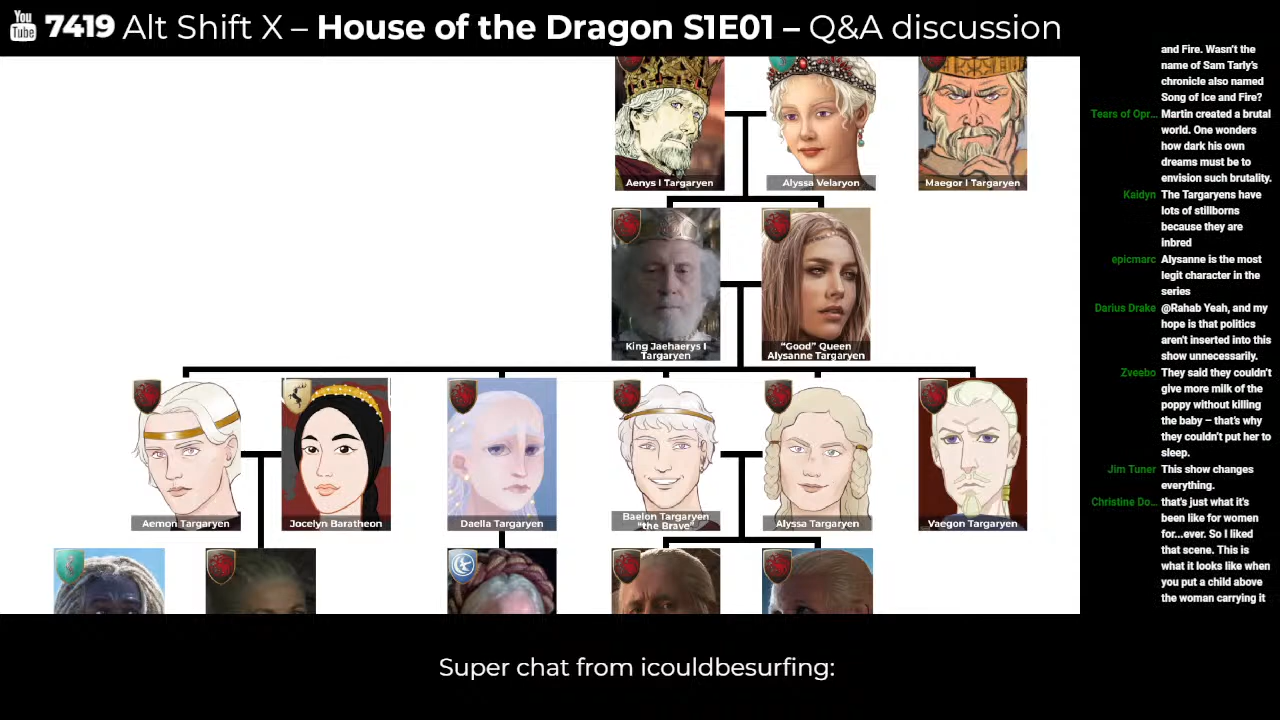 You
Tube
7419 Alt Shift X – House of the Dragon S1E01 – Q&A discussion
Aenys I Targaryen
Alyssa Velaryon
Maegor I Targaryen
King Jaehaerys I
Targaryen
"Good" Queen
Alysanne Targaryen
Aemon Targaryen
Jocelyn Baratheon
Daella Targaryen
Baelon Targaryen
"the Brave"
Alyssa Targaryen
Vaegon Targaryen
and Fire. Wasn't the
name of Sam Tarly's
chronicle also named
Song of Ice and Fire?
Tears of Opr... Martin created a brutal
world. One wonders
how dark his own
dreams must be to
envision such brutality.
Kaidyn The Targaryens have
lots of stillborns
because they are
inbred
epicmarc Alysanne is the most
legit character in the
series
Darius Drake @Rahab Yeah, and my
hope is that politics
aren't inserted into this
show unnecessarily.
Zveebo They said they couldn't
give more milk of the
poppy without killing
the baby – that's why
they couldn't put her to
sleep.
Jim Tuner This show changes
everything.
Christine Do... that's just what it's
been like for women
for...ever. So I liked
that scene. This is
what it looks like when
you put a child above
the woman carrying it
Super chat from icouldbesurfing: